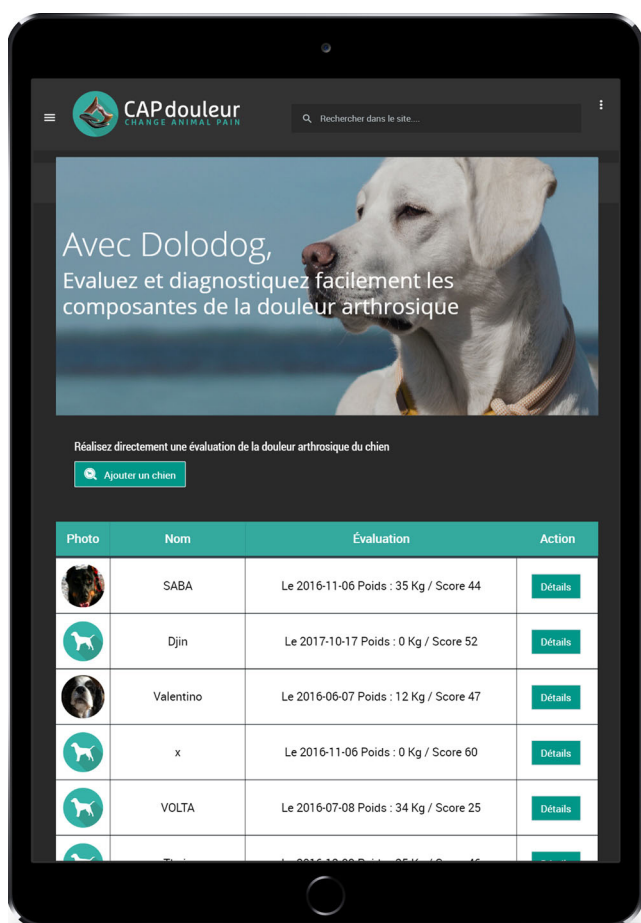 CAPdouleur
CHANGE ANIMAL PAIN
Rechercher dans le site....
Avec Dolodog,
Evaluez et diagnostiquez facilement les
composantes de la douleur arthrosique
Réalisez directement une évaluation de la douleur arthrosique du chien
Ajouter un chien
Photo Nom Évaluation Action
SABA Le 2016-11-06 Poids : 35 Kg / Score 44 Détails
Djin Le 2017-10-17 Poids : 0 Kg / Score 52 Détails
Valentino Le 2016-06-07 Poids : 12 Kg / Score 47 Détails
x Le 2016-11-06 Poids : 0 Kg / Score 60 Détails
VOLTA Le 2016-07-08 Poids : 34 Kg / Score 25 Détails